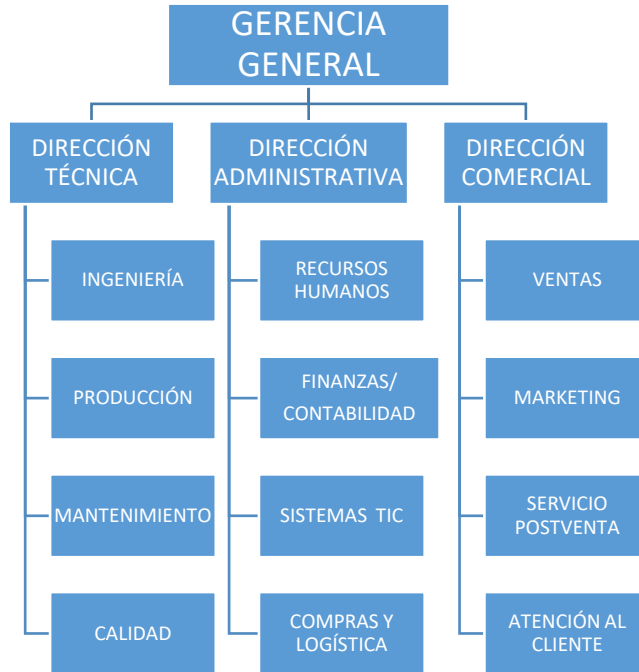 GERENCIA
GENERAL
DIRECCIÓN
TÉCNICA
DIRECCIÓN
ADMINISTRATIVA
DIRECCIÓN
COMERCIAL
INGENIERÍA
RECURSOS
HUMANOS
VENTAS
PRODUCCIÓN
FINANZAS/
CONTABILIDAD
MARKETING
MANTENIMIENTO
SISTEMAS TIC
SERVICIO
POSTVENTA
CALIDAD
COMPRAS Y
LOGÍSTICA
ATENCIÓN AL
CLIENTE